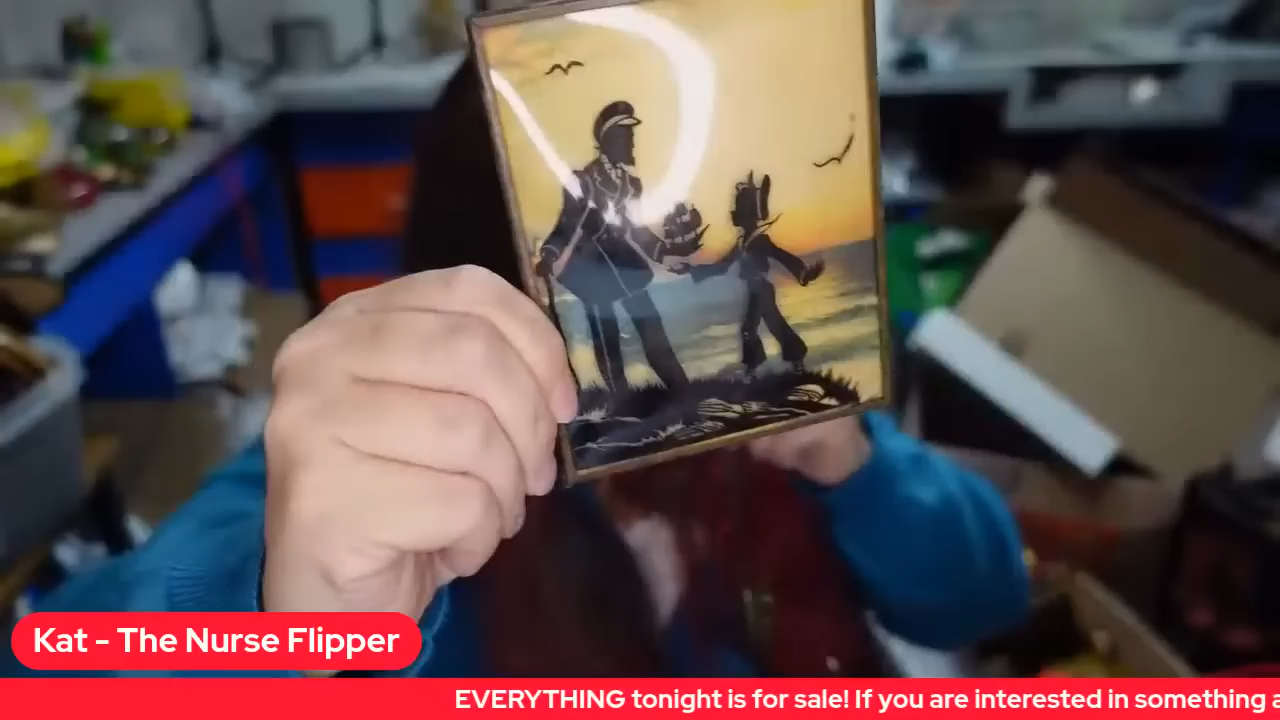 Kat - The Nurse Flipper
EVERYTHING tonight is for sale! If you are interested in something a